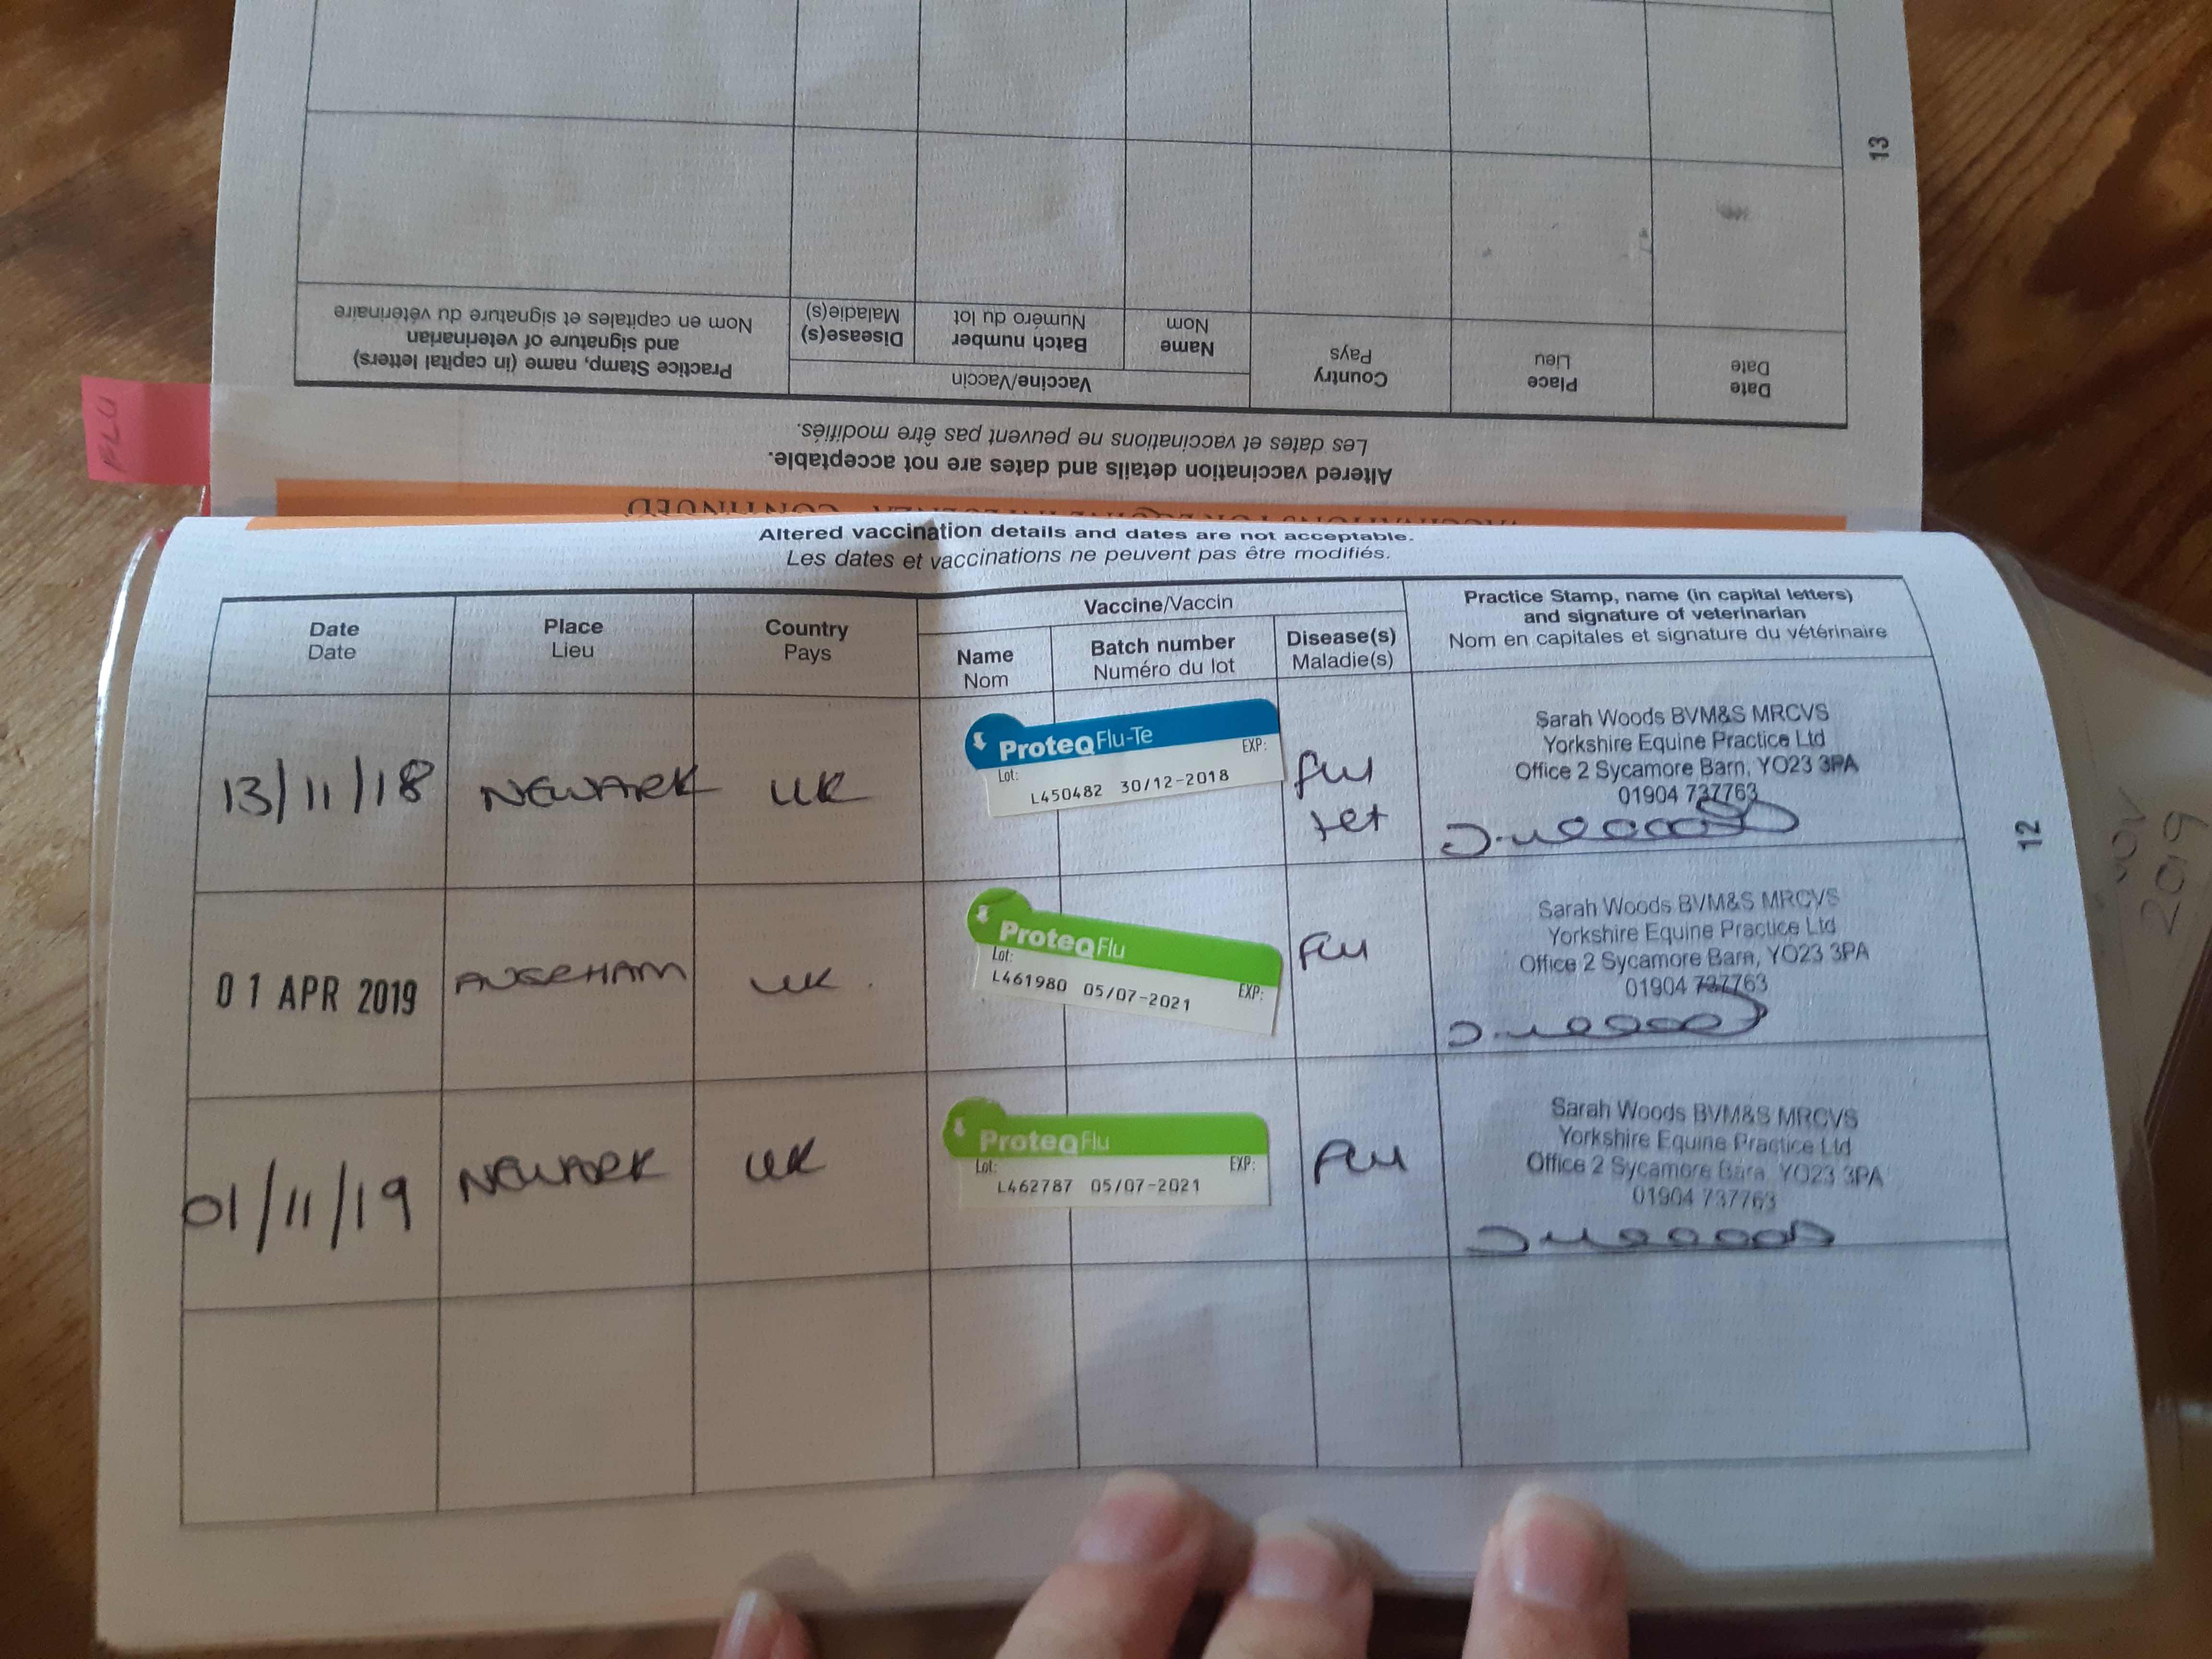 13
Practice Stamp, name (in capital letters)
and signature of veterinarian
Nom en capitales et signature du vétérinaire
Vaccine/Vaccin
Disease(s)
Maladie(s)
Batch number
Numéro du lot
Name
Nom
Country
Pays
Place
Lieu
Date
Date
Les dates et vaccinations ne peuvent pas être modifiés.
Altered vaccination details and dates are not acceptable.
CONTINUED
FLU
Altered vaccination details and dates are not acceptable.
Les dates et vaccinations ne peuvent pas être modifiés.
Date
Date
Place
Lieu
Country
Pays
Vaccine/Vaccin
Name
Nom
Batch number
Numéro du lot
Disease(s)
Maladie(s)
Practice Stamp, name (in capital letters)
and signature of veterinarian
Nom en capitales et signature du vétérinaire
13/11/18
NEWARK
UK
ProteqFlu-Te
Lot: EXP:
L450482 30/12-2018
flu
tet
Sarah Woods BVM&S MRCVS
Yorkshire Equine Practice Ltd
Office 2 Sycamore Barn, YO23 3PA
01904 737763
01 APR 2019
UK
ProteqFlu
Lot: EXP:
L461980 05/07-2021
Flu
Sarah Woods BVM&S MRCVS
Yorkshire Equine Practice Ltd
Office 2 Sycamore Barn, YO23 3PA
01904 737763
01/11/19
NEWARK
UK
ProteqFlu
Lot: EXP:
L462787 05/07-2021
Flu
Sarah Woods BVM&S MRCVS
Yorkshire Equine Practice Ltd
Office 2 Sycamore Barn, YO23 3PA
01904 737763
12
NOV
2019